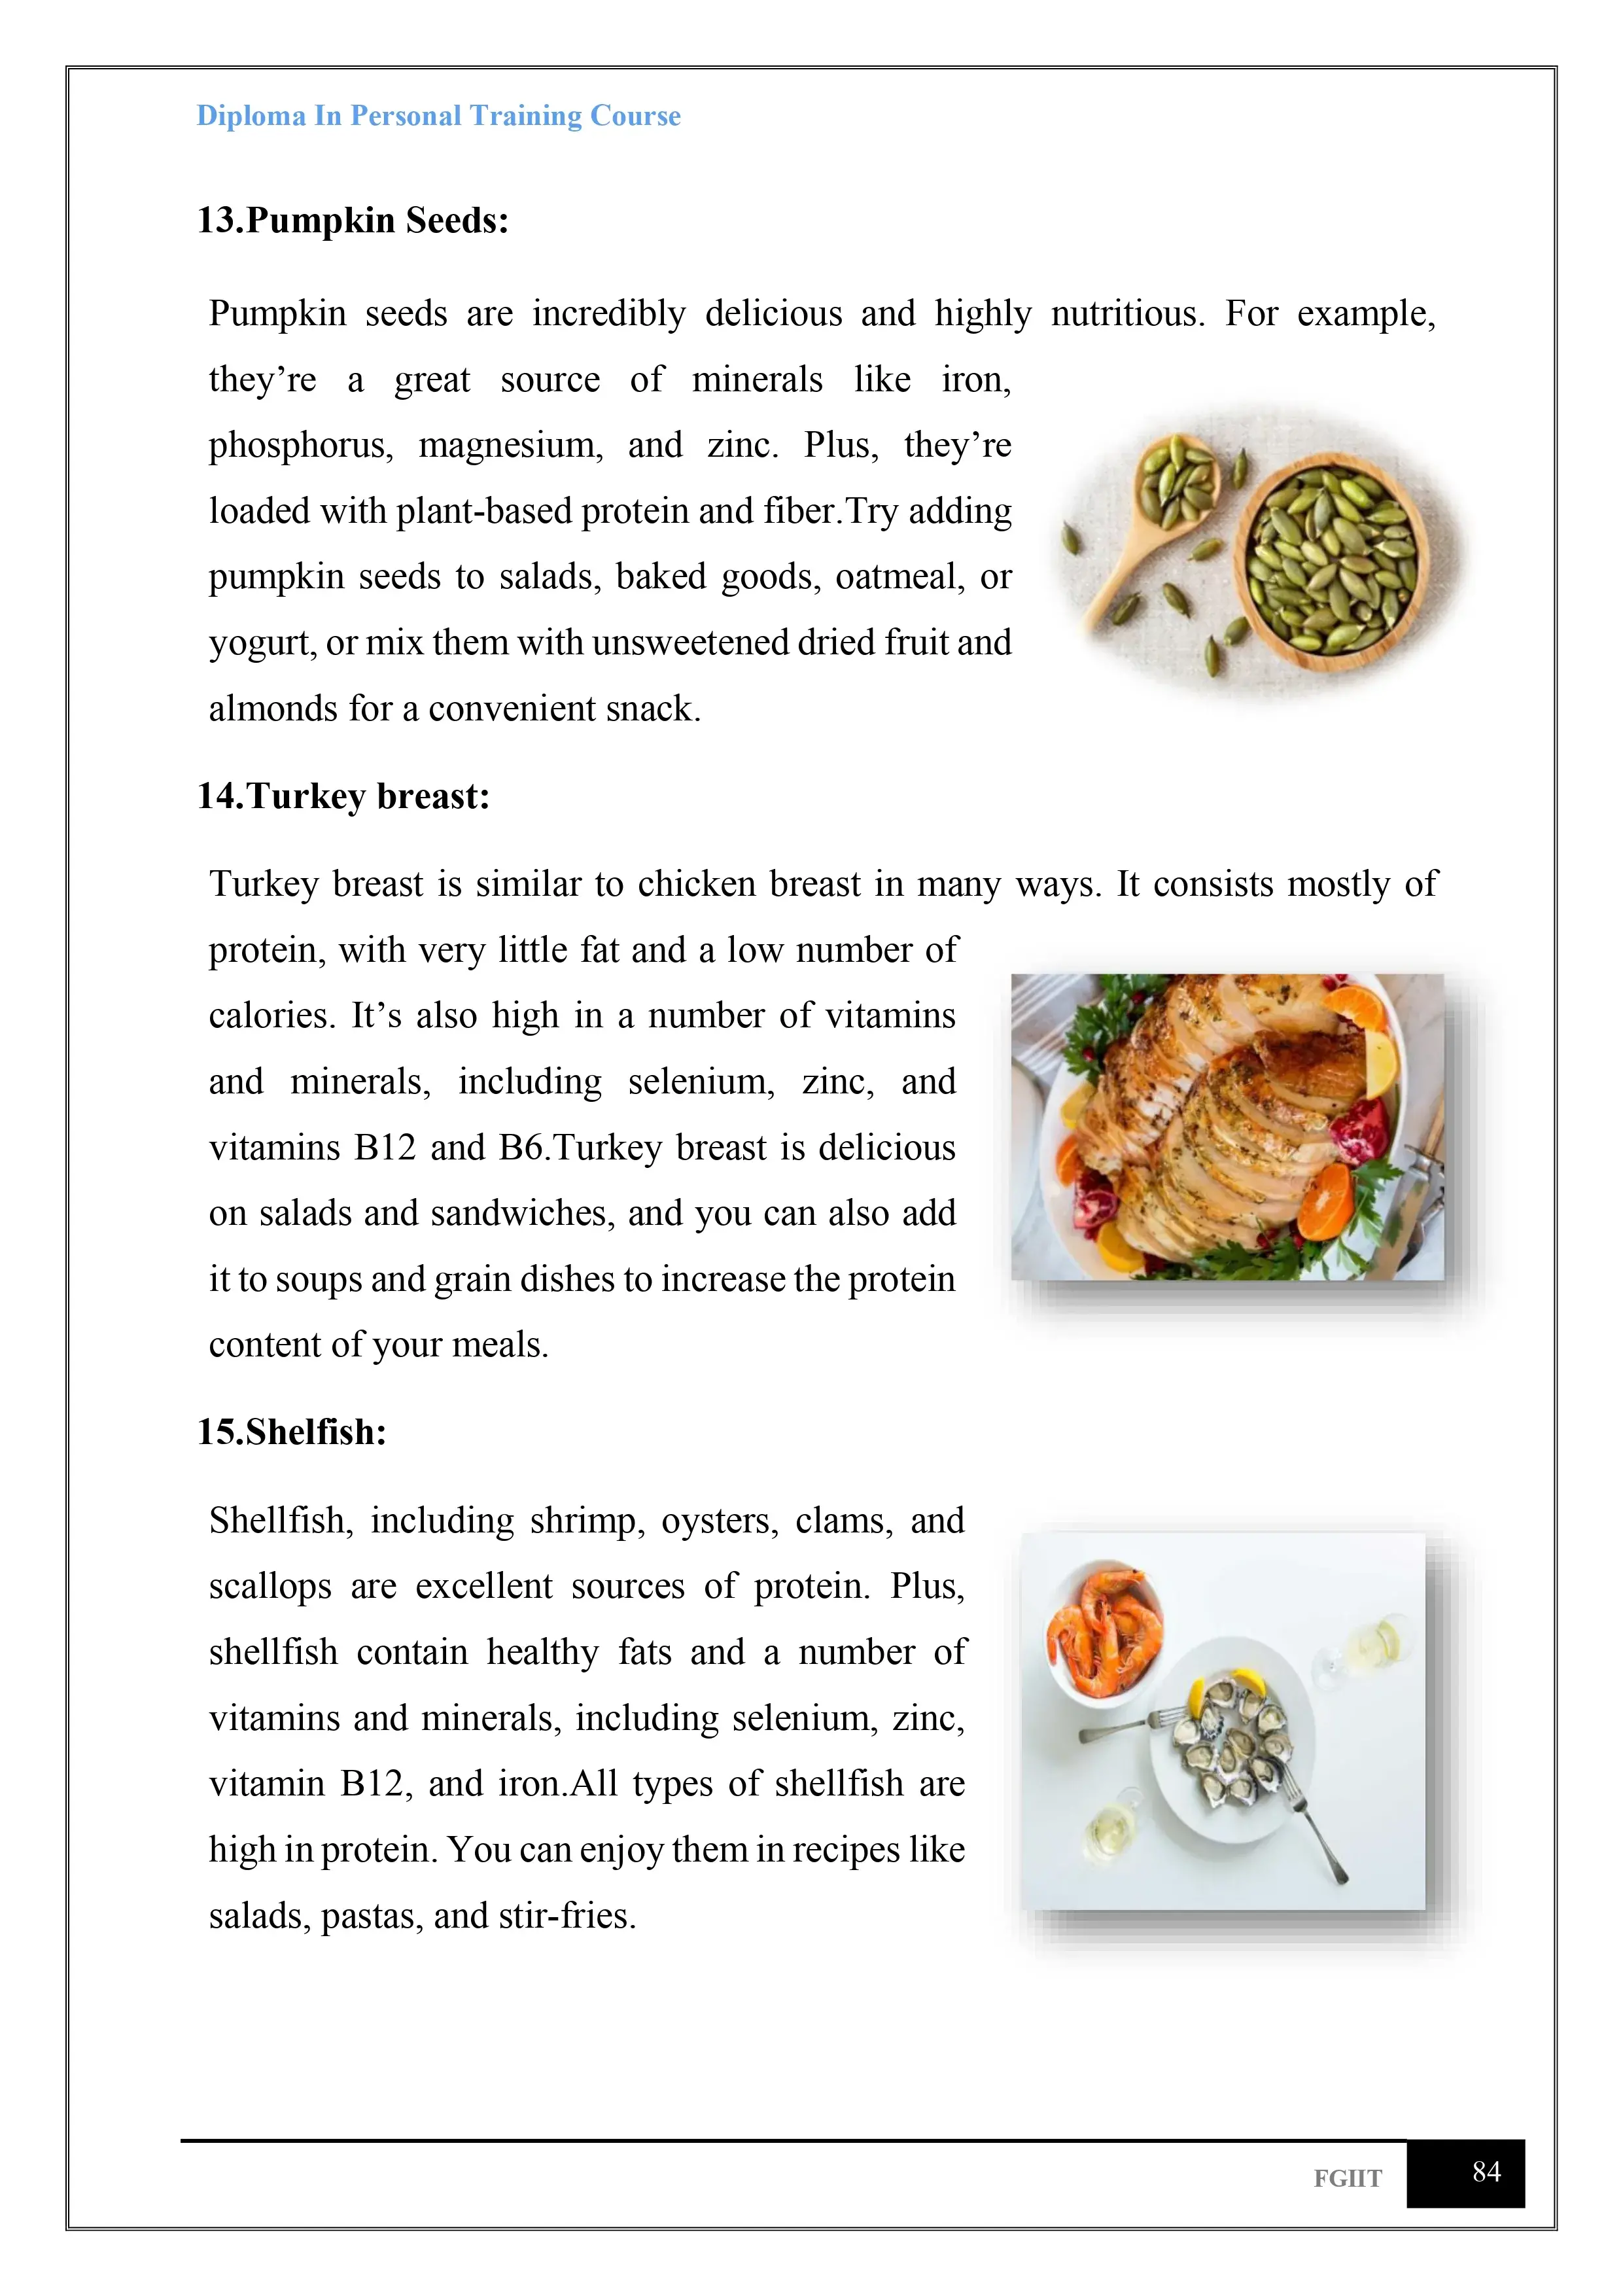 Diploma In Personal Training Course
13.Pumpkin Seeds:
Pumpkin seeds are incredibly delicious and highly nutritious. For example,
they’re a great source of minerals like iron,
phosphorus, magnesium, and zinc. Plus, they’re
loaded with plant-based protein and fiber.Try adding
pumpkin seeds to salads, baked goods, oatmeal, or
yogurt, or mix them with unsweetened dried fruit and
almonds for a convenient snack.
14.Turkey breast:
Turkey breast is similar to chicken breast in many ways. It consists mostly of
protein, with very little fat and a low number of
calories. It’s also high in a number of vitamins
and minerals, including selenium, zinc, and
vitamins B12 and B6.Turkey breast is delicious
on salads and sandwiches, and you can also add
it to soups and grain dishes to increase the protein
content of your meals.
15.Shelfish:
Shellfish, including shrimp, oysters, clams, and
scallops are excellent sources of protein. Plus,
shellfish contain healthy fats and a number of
vitamins and minerals, including selenium, zinc,
vitamin B12, and iron.All types of shellfish are
high in protein. You can enjoy them in recipes like
salads, pastas, and stir-fries.
FGIIT
84